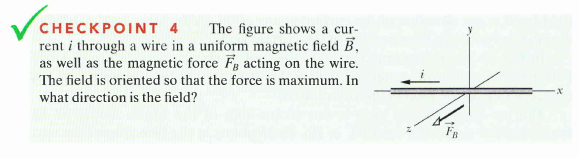 CHECKPOINT 4 The figure shows a cur-
rent i through a wire in a uniform magnetic field B⃗,
as well as the magnetic force F⃗B acting on the wire.
The field is oriented so that the force is maximum. In
what direction is the field?
y
i
x
z
F⃗B